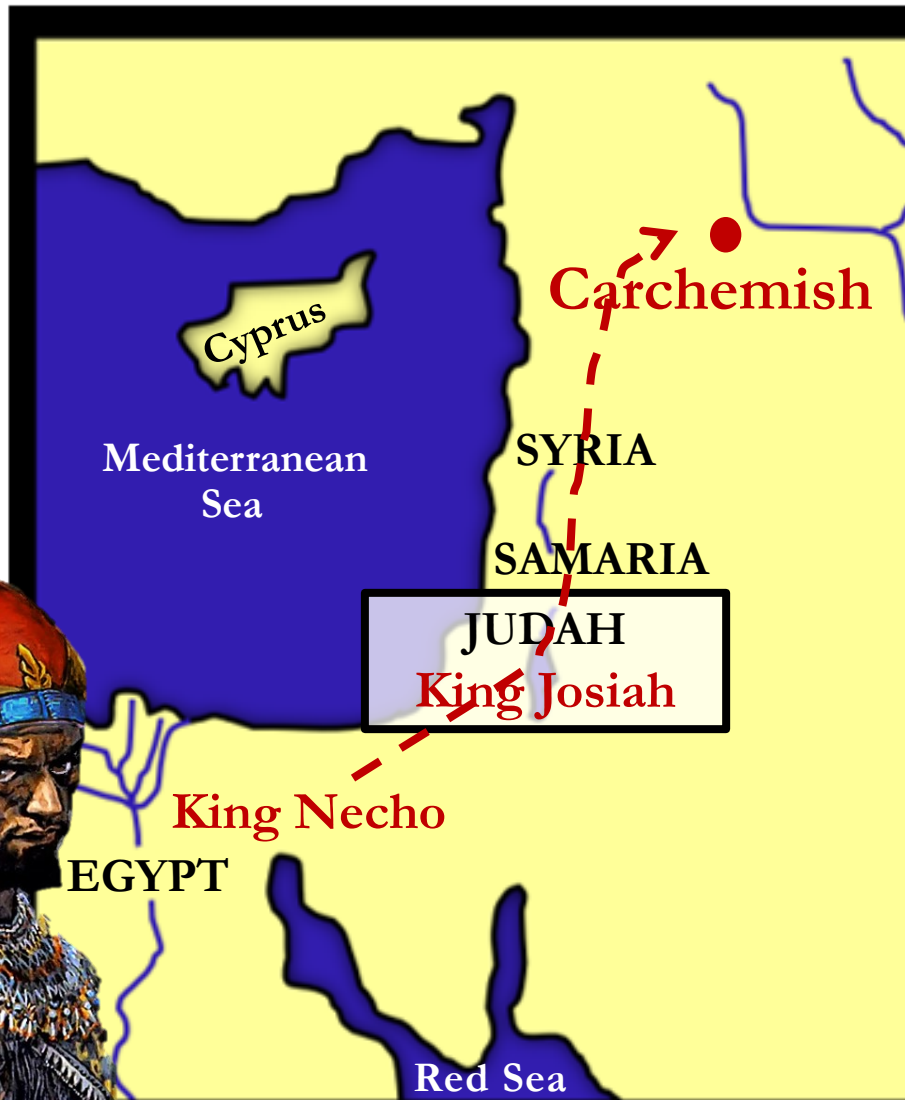 Carchemish
Cyprus
SYRIA
Mediterranean
Sea
SAMARIA
JUDAH
King Josiah
King Necho
EGYPT
Red Sea